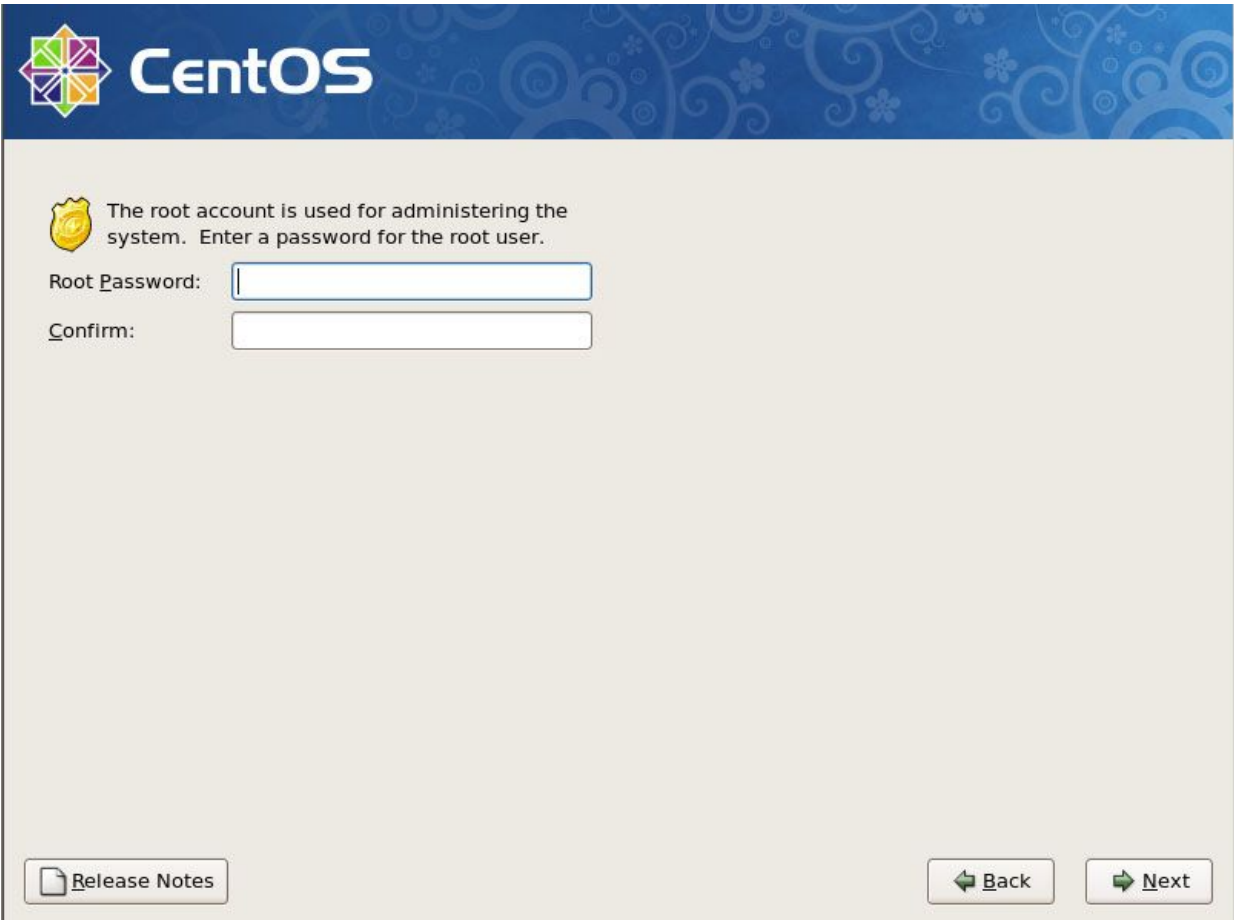 CentOS
The root account is used for administering the
system. Enter a password for the root user.
Root Password:
Confirm:
Release Notes
Back
Next